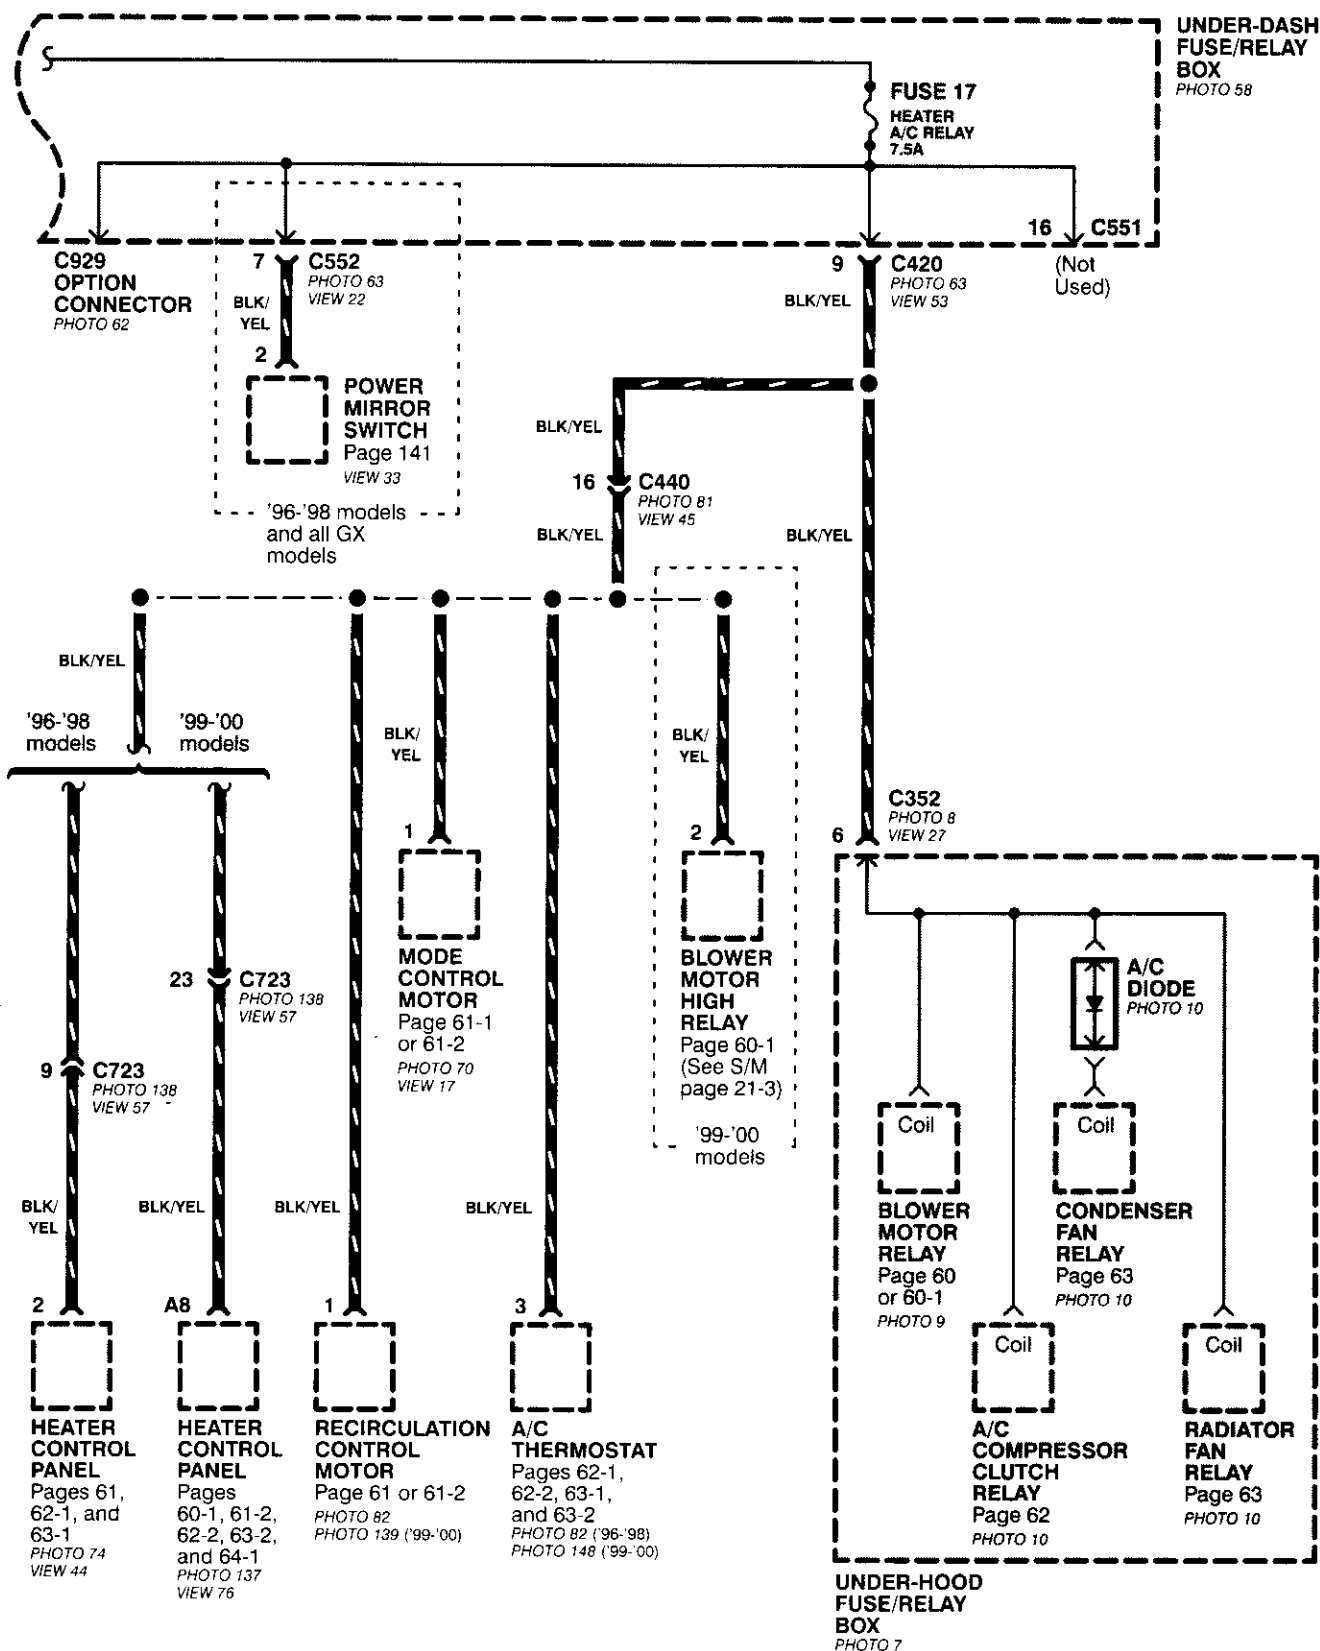 UNDER-DASH
FUSE/RELAY
BOX
PHOTO 58
FUSE 17
HEATER
A/C RELAY
7.5A
C929
OPTION
CONNECTOR
PHOTO 62
7
C552
PHOTO 63
VIEW 22
BLK/
YEL
2
POWER
MIRROR
SWITCH
Page 141
VIEW 33
'96-'98 models
and all GX
models
9
C420
PHOTO 63
VIEW 53
BLK/YEL
16
C551
(Not
Used)
BLK/YEL
16
C440
PHOTO 81
VIEW 45
BLK/YEL
BLK/YEL
BLK/YEL
'96-'98
models
'99-'00
models
BLK/
YEL
BLK/
YEL
1
MODE
CONTROL
MOTOR
Page 61-1
or 61-2
PHOTO 70
VIEW 17
2
BLOWER
MOTOR
HIGH
RELAY
Page 60-1
(See S/M
page 21-3)
'99-'00
models
C352
PHOTO 8
VIEW 27
6
A/C
DIODE
PHOTO 10
23
C723
PHOTO 138
VIEW 57
9
C723
PHOTO 138
VIEW 57
Coil
BLOWER
MOTOR
RELAY
Page 60
or 60-1
PHOTO 9
Coil
CONDENSER
FAN
RELAY
Page 63
PHOTO 10
BLK/
YEL
BLK/YEL
BLK/YEL
BLK/YEL
2
HEATER
CONTROL
PANEL
Pages 61,
62-1, and
63-1
PHOTO 74
VIEW 44
A8
HEATER
CONTROL
PANEL
Pages
60-1, 61-2,
62-2, 63-2,
and 64-1
PHOTO 137
VIEW 76
1
RECIRCULATION
CONTROL
MOTOR
Page 61 or 61-2
PHOTO 82
PHOTO 139 ('99-'00)
3
A/C
THERMOSTAT
Pages 62-1,
62-2, 63-1,
and 63-2
PHOTO 82 ('96-'98)
PHOTO 148 ('99-'00)
Coil
A/C
COMPRESSOR
CLUTCH
RELAY
Page 62
PHOTO 10
Coil
RADIATOR
FAN
RELAY
Page 63
PHOTO 10
UNDER-HOOD
FUSE/RELAY
BOX
PHOTO 7